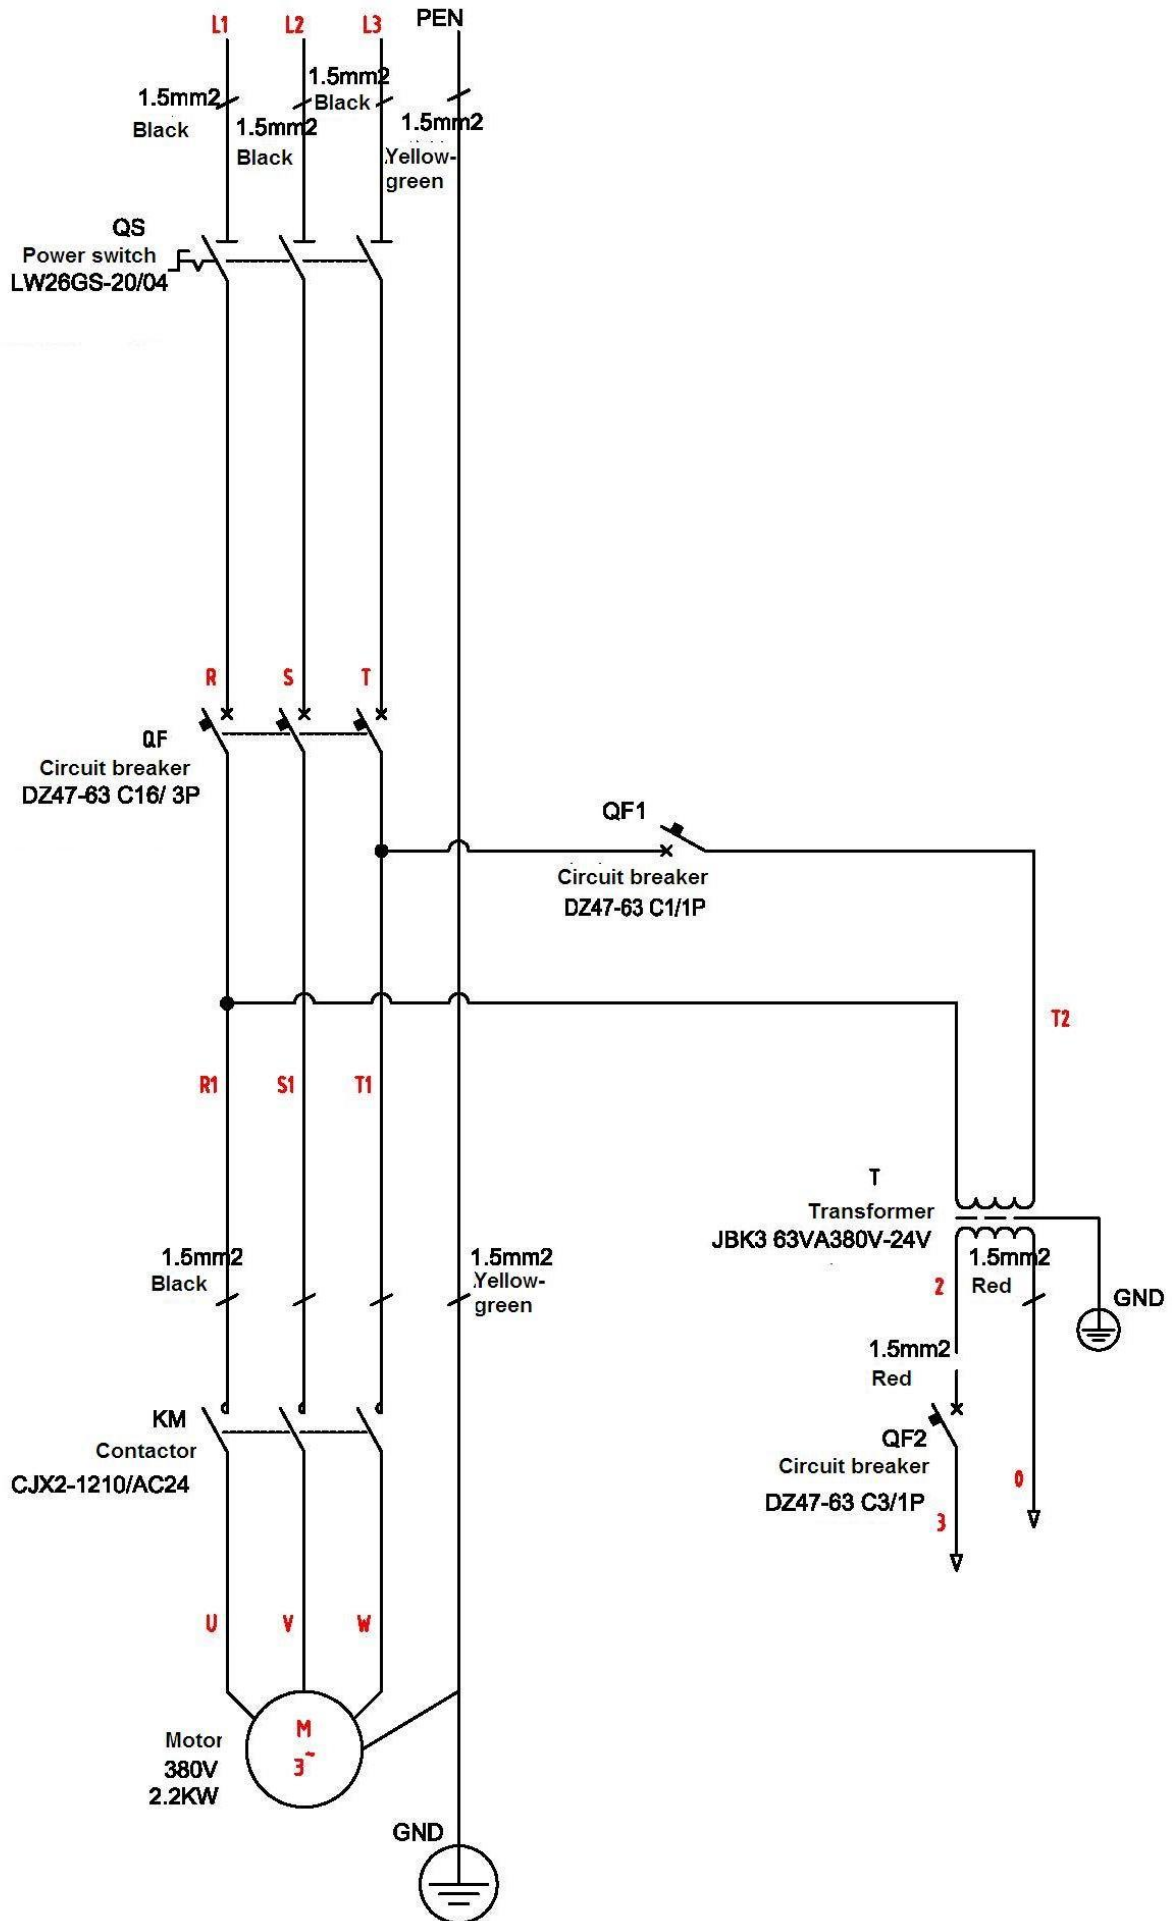 L1
L2
L3
PEN
1.5mm2
Black
1.5mm2
Black
1.5mm2
Black
1.5mm2
Yellow-
green
QS
Power switch
LW26GS-20/04
R
S
T
QF
Circuit breaker
DZ47-63 C16/ 3P
QF1
Circuit breaker
DZ47-63 C1/1P
T2
R1
S1
T1
T
Transformer
JBK3 63VA380V-24V
1.5mm2
Black
1.5mm2
Yellow-
green
1.5mm2
Red
2
GND
1.5mm2
Red
KM
Contactor
CJX2-1210/AC24
QF2
Circuit breaker
DZ47-63 C3/1P
0
3
U
V
W
M
3~
Motor
380V
2.2KW
GND